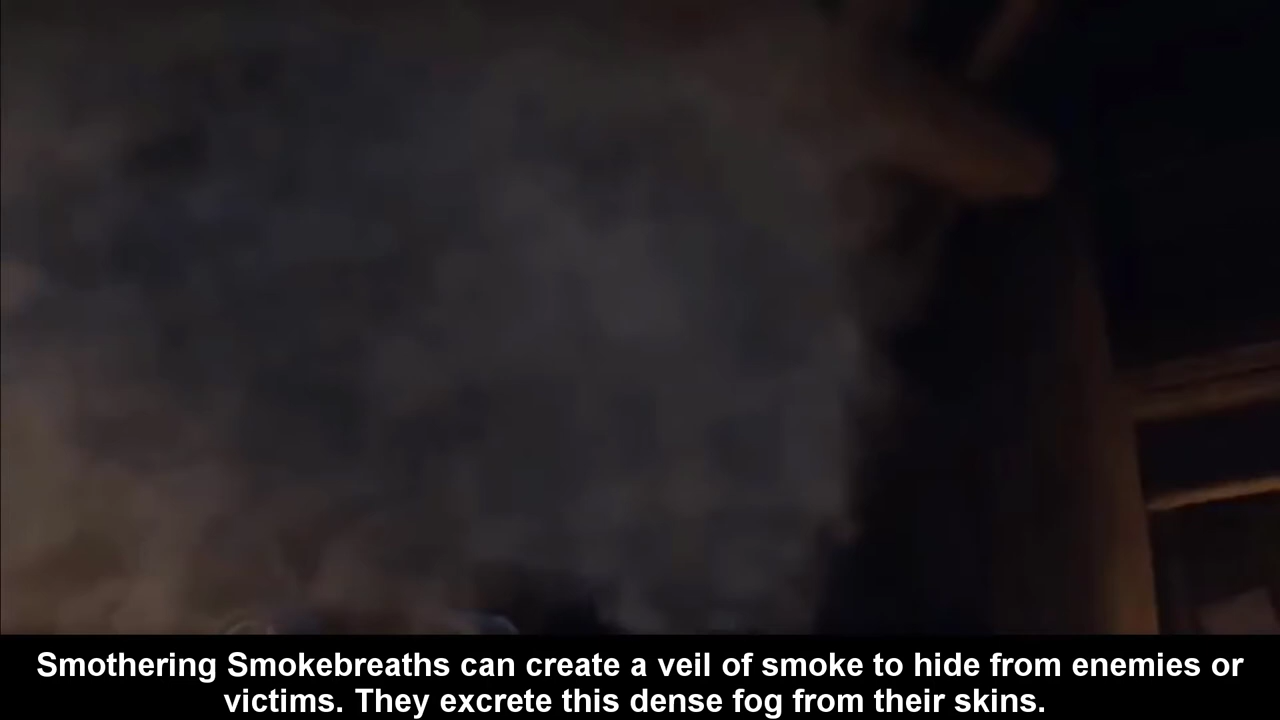 Smothering Smokebreaths can create a veil of smoke to hide from enemies or
victims. They excrete this dense fog from their skins.